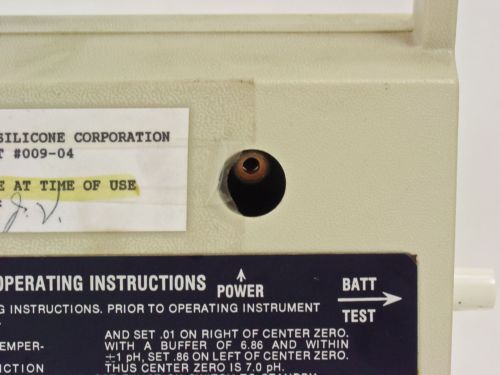 SILICONE CORPORATION
#009-04
AT TIME OF USE
J.V.
OPERATING INSTRUCTIONS
POWER
BATT
TEST
INSTRUCTIONS. PRIOR TO OPERATING INSTRUMENT
AND SET .01 ON RIGHT OF CENTER ZERO.
WITH A BUFFER OF 6.86 AND WITHIN
±1 pH, SET .86 ON LEFT OF CENTER ZERO.
THUS CENTER ZERO IS 7.0 pH.